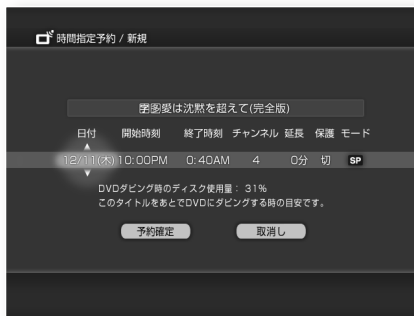 時間指定予約 / 新規
愛は沈黙を超えて(完全版)
日付 開始時刻 終了時刻 チャンネル 延長 保護 モード
12/11(木) 10:00PM 0:40AM 4 0分 切 SP
DVDダビング時のディスク使用量: 31%
このタイトルをあとでDVDにダビングする時の目安です。
予約確定 取消し